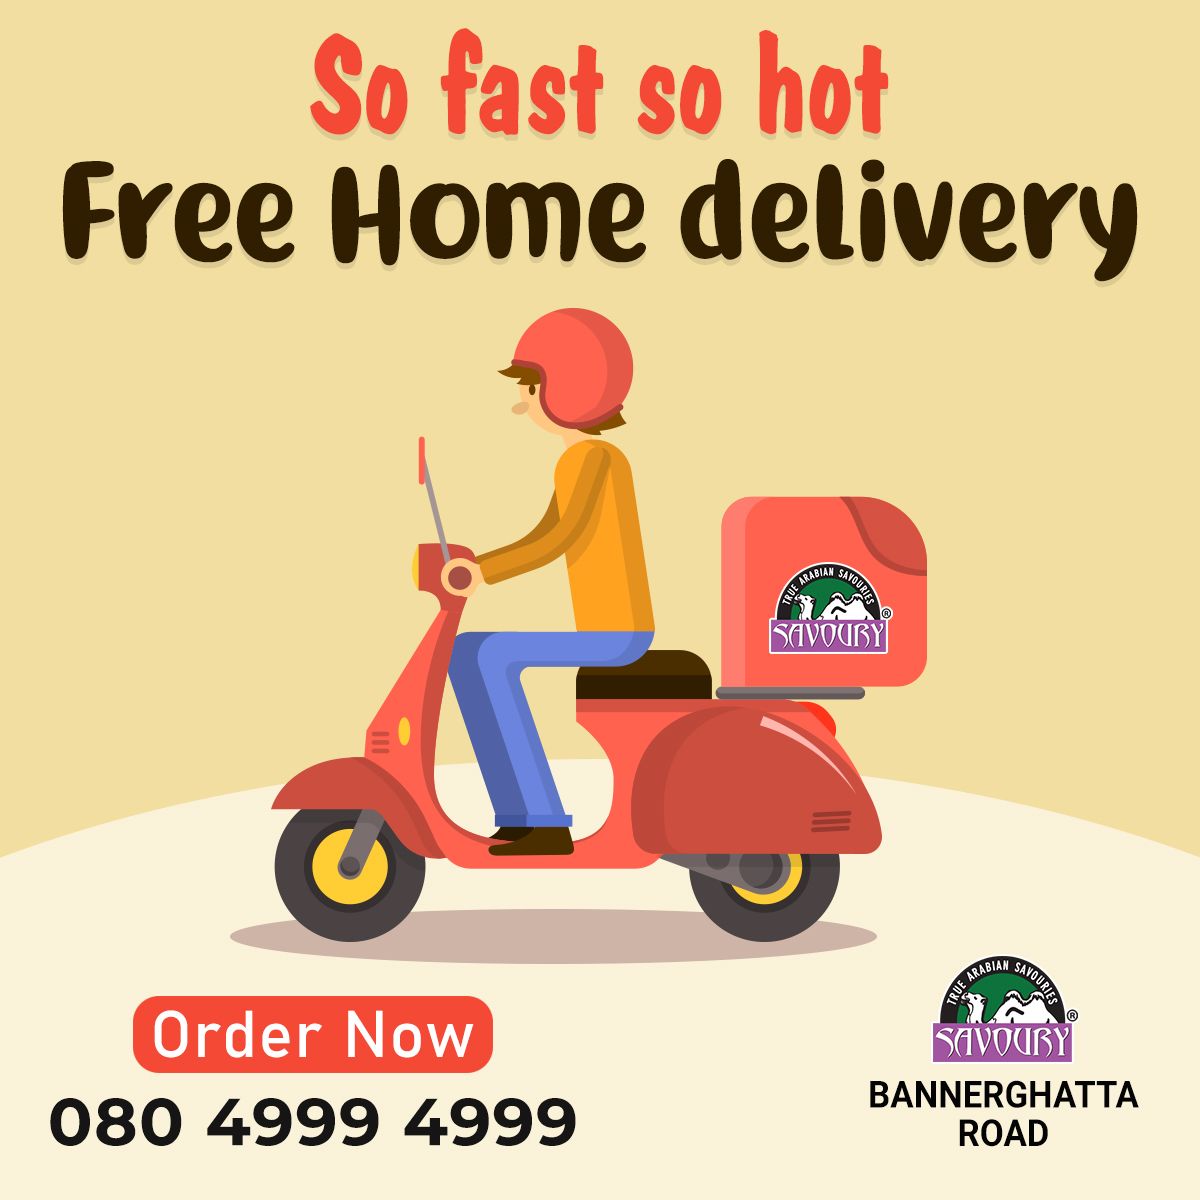 So fast so hot
Free Home delivery
TRUE ARABIAN SAVOURIES
SAVOURY
®
Order Now
080 4999 4999
TRUE ARABIAN SAVOURIES
SAVOURY
®
BANNERGHATTA
ROAD